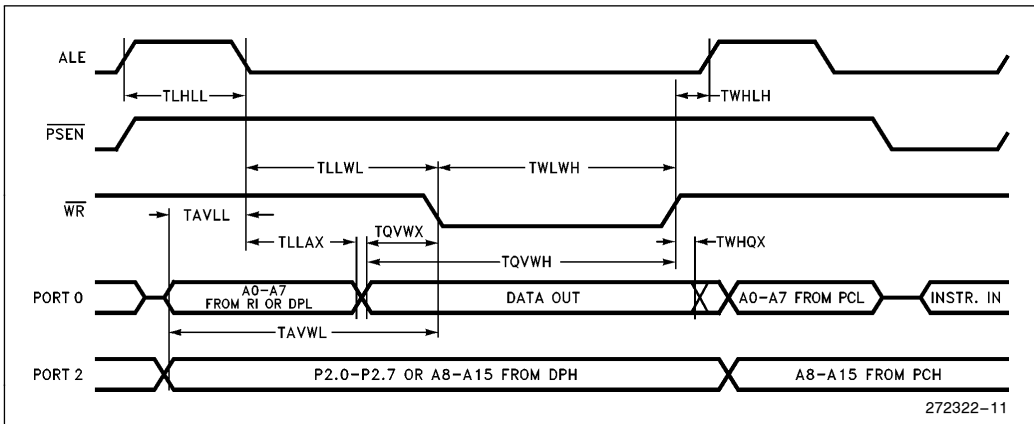 ALE
TLHLL
TWHLH
PSEN
TLLWL
TWLWH
WR
TAVLL
TQVWX
TLLAX
TWHQX
TQVWH
PORT 0
A0-A7
FROM RI OR DPL
DATA OUT
A0-A7 FROM PCL
INSTR. IN
TAVWL
PORT 2
P2.0-P2.7 OR A8-A15 FROM DPH
A8-A15 FROM PCH
272322-11